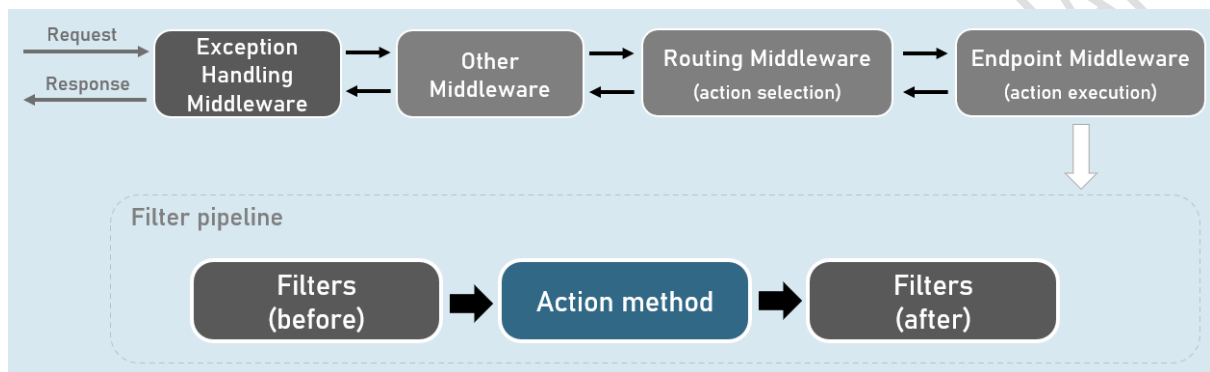 Request
Response
Exception
Handling
Middleware
Other
Middleware
Routing Middleware
(action selection)
Endpoint Middleware
(action execution)
Filter pipeline
Filters
(before)
Action method
Filters
(after)